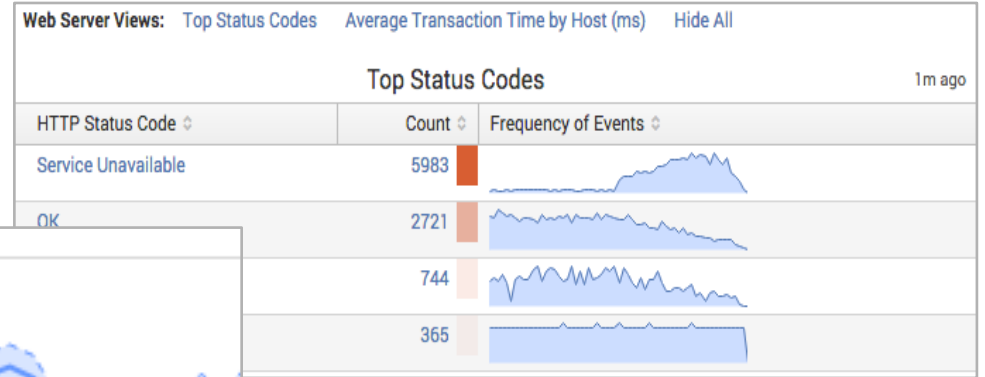 Web Server Views: Top Status Codes Average Transaction Time by Host (ms) Hide All
Top Status Codes 1m ago
HTTP Status Code Count Frequency of Events
Service Unavailable 5983
OK 2721
744
365